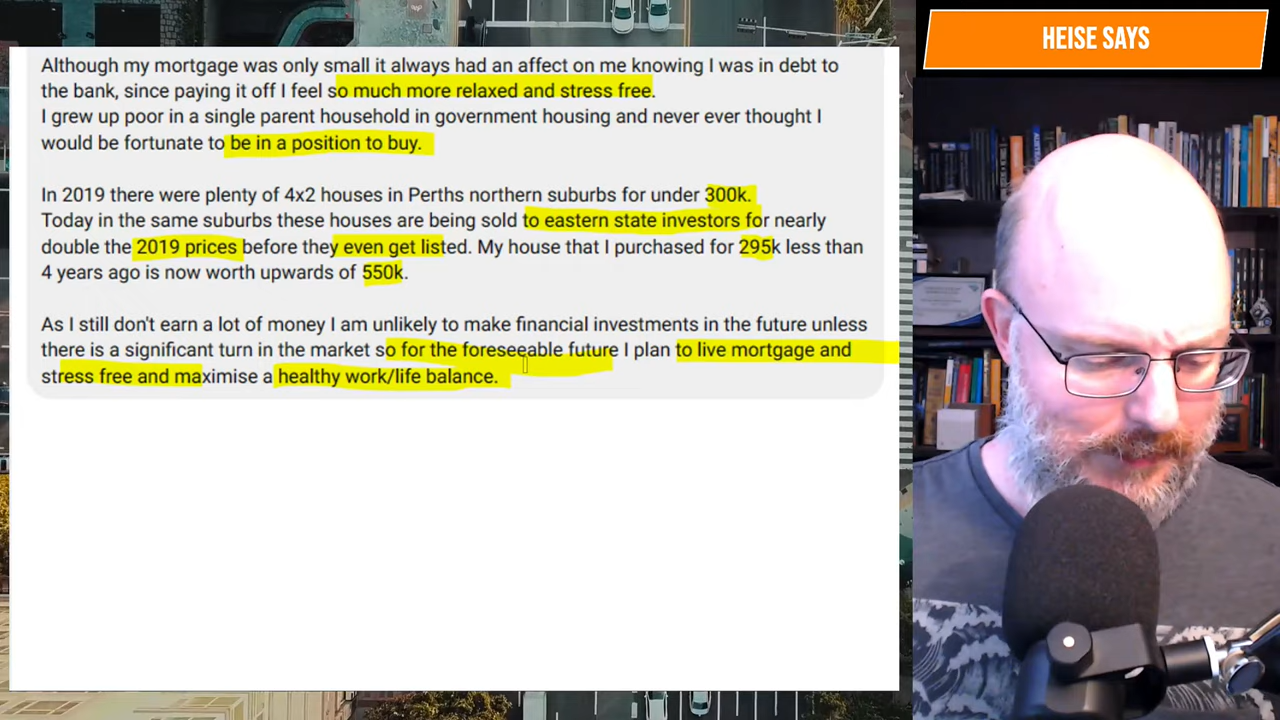 HEISE SAYS
Although my mortgage was only small it always had an affect on me knowing I was in debt to
the bank, since paying it off I feel so much more relaxed and stress free.
I grew up poor in a single parent household in government housing and never ever thought I
would be fortunate to be in a position to buy.
In 2019 there were plenty of 4x2 houses in Perths northern suburbs for under 300k.
Today in the same suburbs these houses are being sold to eastern state investors for nearly
double the 2019 prices before they even get listed. My house that I purchased for 295k less than
4 years ago is now worth upwards of 550k.
As I still don't earn a lot of money I am unlikely to make financial investments in the future unless
there is a significant turn in the market so for the foreseeable future I plan to live mortgage and
stress free and maximise a healthy work/life balance.